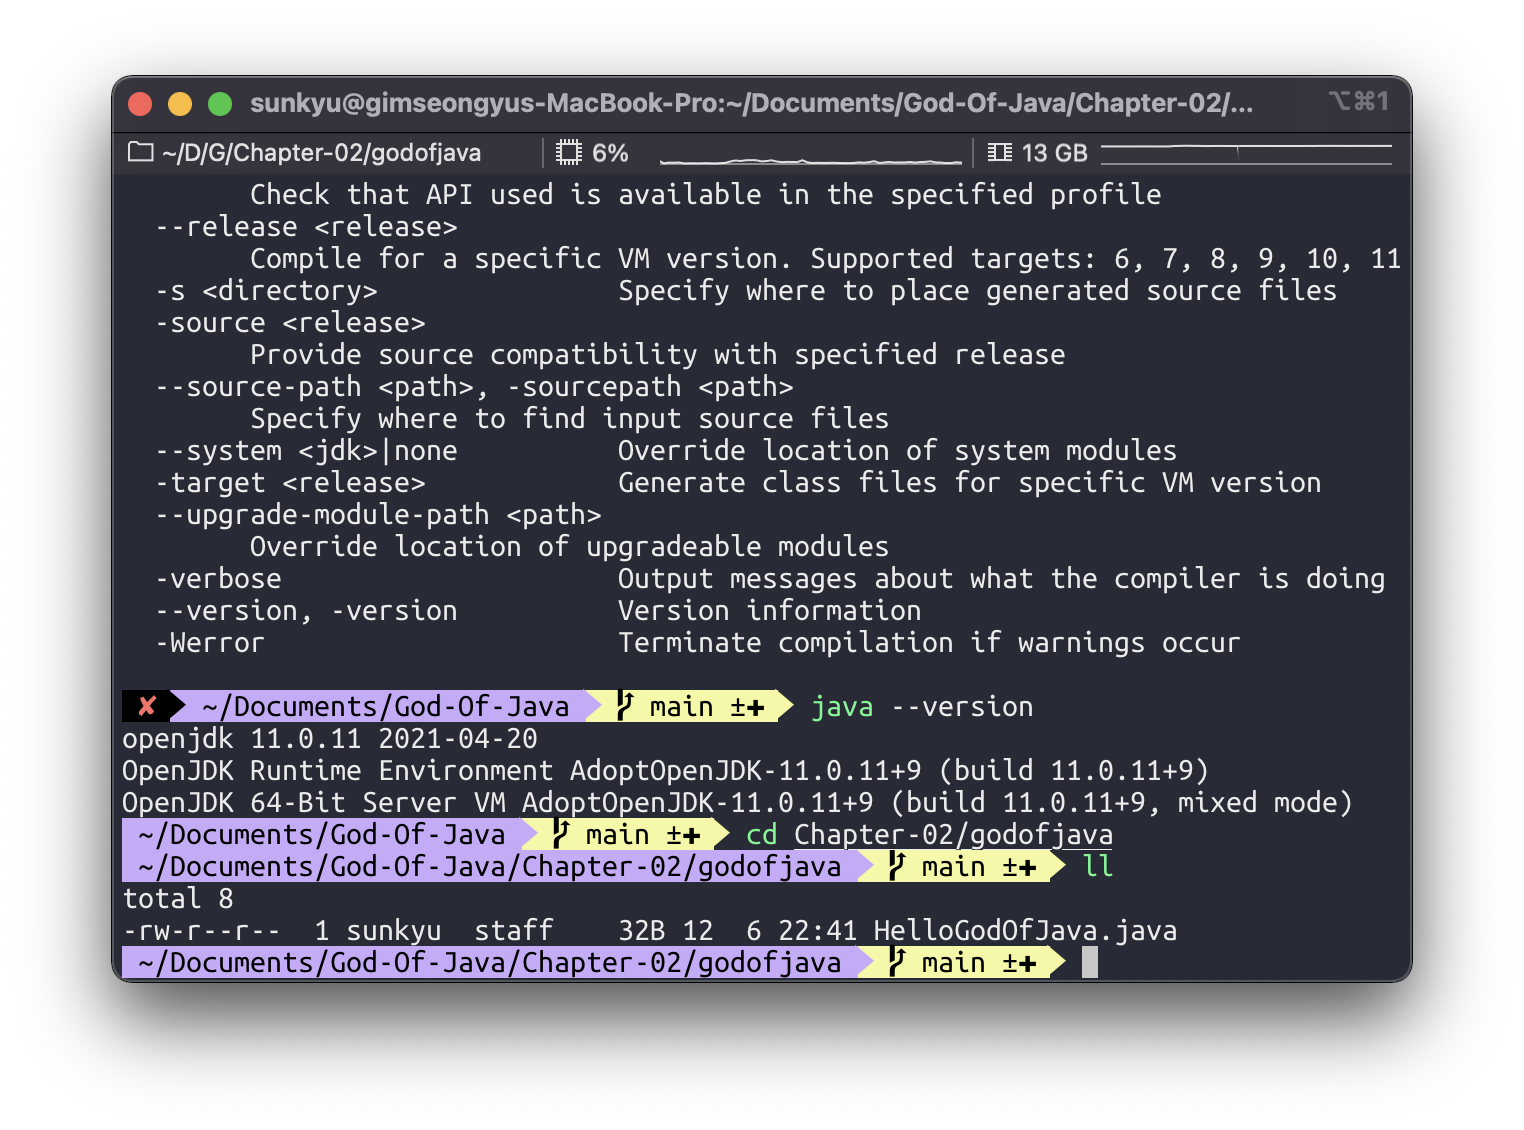 sunkyu@gimseongyus-MacBook-Pro:~/Documents/God-Of-Java/Chapter-02/... ⌥⌘1
~/D/G/Chapter-02/godofjava 6% 13 GB
Check that API used is available in the specified profile
--release <release>
Compile for a specific VM version. Supported targets: 6, 7, 8, 9, 10, 11
-s <directory> Specify where to place generated source files
-source <release>
Provide source compatibility with specified release
--source-path <path>, -sourcepath <path>
Specify where to find input source files
--system <jdk>|none Override location of system modules
-target <release> Generate class files for specific VM version
--upgrade-module-path <path>
Override location of upgradeable modules
-verbose Output messages about what the compiler is doing
--version, -version Version information
-Werror Terminate compilation if warnings occur
✘ ~/Documents/God-Of-Java main ±✚ java --version
openjdk 11.0.11 2021-04-20
OpenJDK Runtime Environment AdoptOpenJDK-11.0.11+9 (build 11.0.11+9)
OpenJDK 64-Bit Server VM AdoptOpenJDK-11.0.11+9 (build 11.0.11+9, mixed mode)
~/Documents/God-Of-Java main ±✚ cd Chapter-02/godofjava
~/Documents/God-Of-Java/Chapter-02/godofjava main ±✚ ll
total 8
-rw-r--r-- 1 sunkyu staff 32B 12 6 22:41 HelloGodOfJava.java
~/Documents/God-Of-Java/Chapter-02/godofjava main ±✚